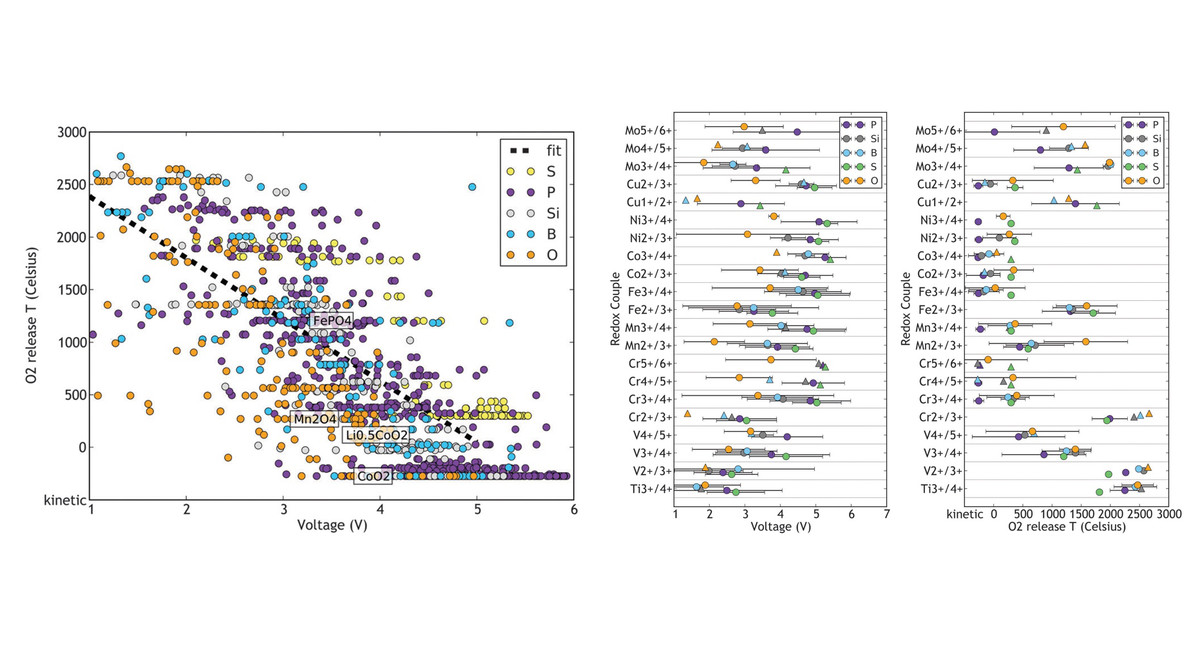 3000
2500
2000
1500
1000
500
0
kinetic
O2 release T (Celsius)
fit
S
P
Si
B
O
FePO4
Mn2O4
Li0.5CoO2
CoO2
1 2 3 4 5 6
Voltage (V)
Redox Couple
Mo5+/6+
Mo4+/5+
Mo3+/4+
Cu2+/3+
Cu1+/2+
Ni3+/4+
Ni2+/3+
Co3+/4+
Co2+/3+
Fe3+/4+
Fe2+/3+
Mn3+/4+
Mn2+/3+
Cr5+/6+
Cr4+/5+
Cr3+/4+
Cr2+/3+
V4+/5+
V3+/4+
V2+/3+
Ti3+/4+
P
Si
B
S
O
1 2 3 4 5 6 7
Voltage (V)
Redox Couple
Mo5+/6+
Mo4+/5+
Mo3+/4+
Cu2+/3+
Cu1+/2+
Ni3+/4+
Ni2+/3+
Co3+/4+
Co2+/3+
Fe3+/4+
Fe2+/3+
Mn3+/4+
Mn2+/3+
Cr5+/6+
Cr4+/5+
Cr3+/4+
Cr2+/3+
V4+/5+
V3+/4+
V2+/3+
Ti3+/4+
P
Si
B
S
O
kinetic 0 500 1000 1500 2000 2500 3000
O2 release T (Celsius)